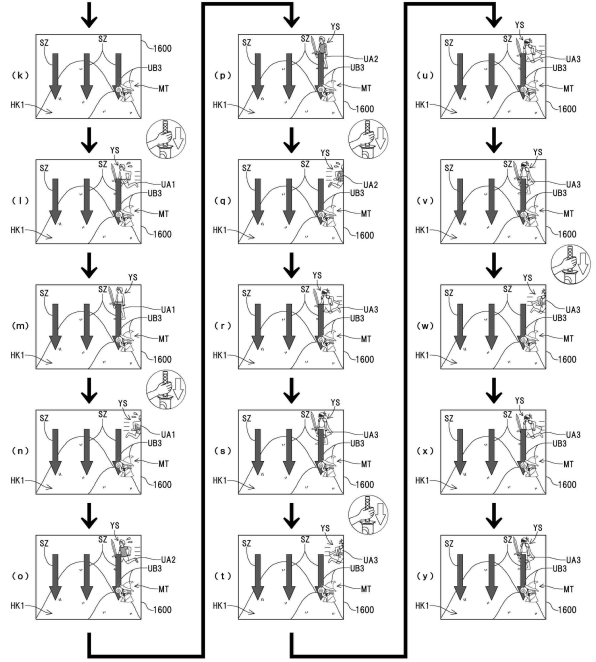 (k)
SZ
SZ
1600
UB3
MT
HK1
(l)
YS
SZ
SZ
UA1
UB3
MT
HK1
1600
(m)
YS
SZ
SZ
UA1
UB3
MT
HK1
1600
(n)
YS
SZ
SZ
UA1
UB3
MT
HK1
1600
(o)
YS
SZ
SZ
UA2
UB3
MT
HK1
1600
(p)
YS
SZ
SZ
UA2
UB3
MT
HK1
1600
(q)
YS
SZ
SZ
UA2
UB3
MT
HK1
1600
(r)
YS
SZ
SZ
UA3
UB3
MT
HK1
1600
(s)
YS
SZ
SZ
UA3
UB3
MT
HK1
1600
(t)
YS
SZ
SZ
UA3
UB3
MT
HK1
1600
(u)
YS
SZ
SZ
UA3
UB3
MT
HK1
1600
(v)
YS
SZ
SZ
UA3
UB3
MT
HK1
1600
(w)
YS
SZ
SZ
UA3
UB3
MT
HK1
1600
(x)
YS
SZ
SZ
UA3
UB3
MT
HK1
1600
(y)
YS
SZ
SZ
UA3
UB3
MT
HK1
1600